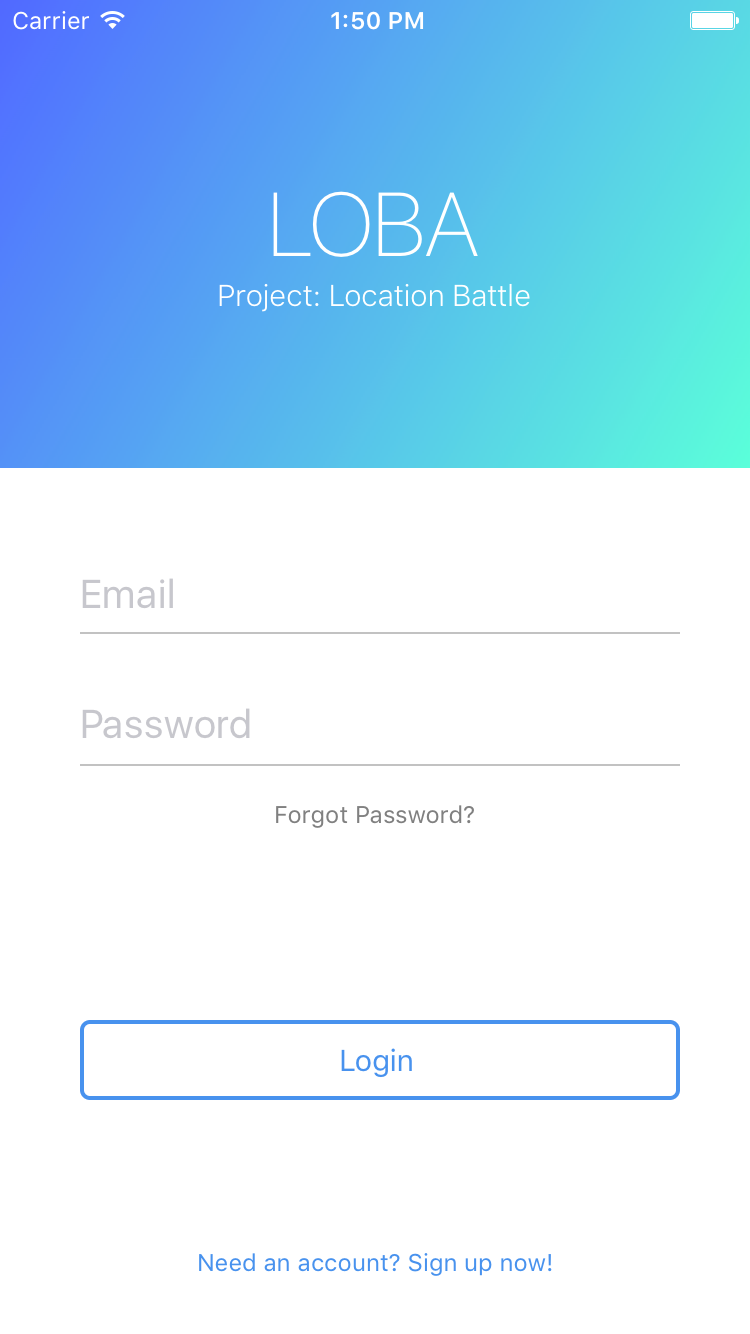 Carrier 1:50 PM
LOBA
Project: Location Battle
Email
Password
Forgot Password?
Login
Need an account? Sign up now!